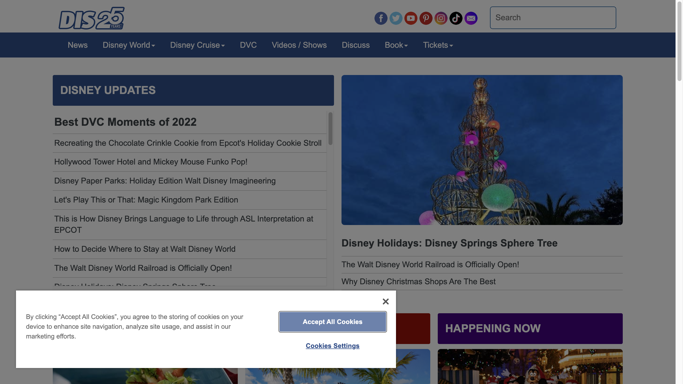 DIS25
Search
News
Disney World
Disney Cruise
DVC
Videos / Shows
Discuss
Book
Tickets
DISNEY UPDATES
Best DVC Moments of 2022
Recreating the Chocolate Crinkle Cookie from Epcot's Holiday Cookie Stroll
Hollywood Tower Hotel and Mickey Mouse Funko Pop!
Disney Paper Parks: Holiday Edition Walt Disney Imagineering
Let's Play This or That: Magic Kingdom Park Edition
This is How Disney Brings Language to Life through ASL Interpretation at
EPCOT
How to Decide Where to Stay at Walt Disney World
The Walt Disney World Railroad is Officially Open!
Disney Holidays: Disney Springs Sphere Tree
Disney Holidays: Disney Springs Sphere Tree
The Walt Disney World Railroad is Officially Open!
Why Disney Christmas Shops Are The Best
HAPPENING NOW
By clicking “Accept All Cookies”, you agree to the storing of cookies on your
device to enhance site navigation, analyze site usage, and assist in our
marketing efforts.
Accept All Cookies
Cookies Settings